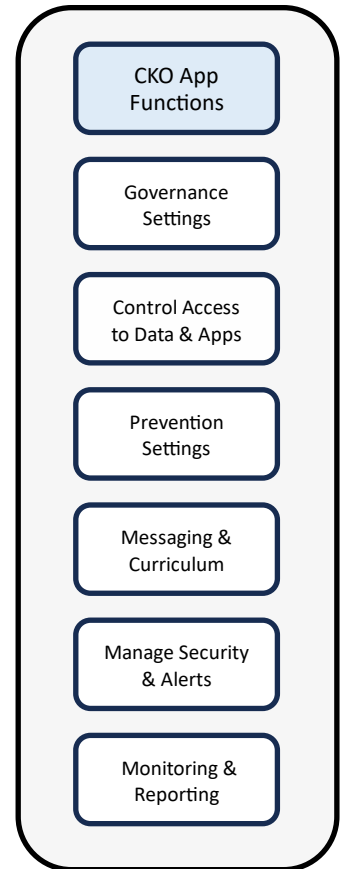 CKO App
Functions
Governance
Settings
Control Access
to Data & Apps
Prevention
Settings
Messaging &
Curriculum
Manage Security
& Alerts
Monitoring &
Reporting